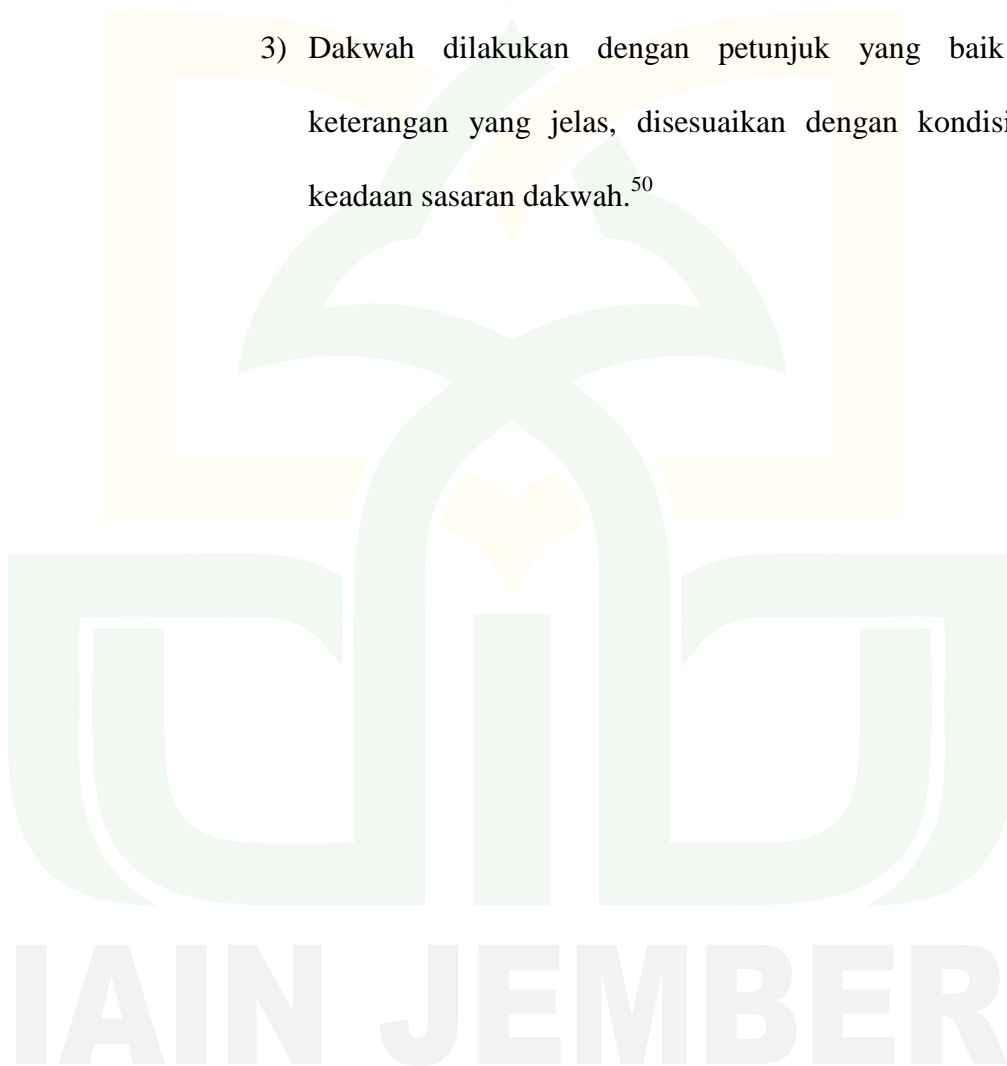 3) Dakwah dilakukan dengan petunjuk yang baik
keterangan yang jelas, disesuaikan dengan kondisi
keadaan sasaran dakwah.50
IAIN JEMBER